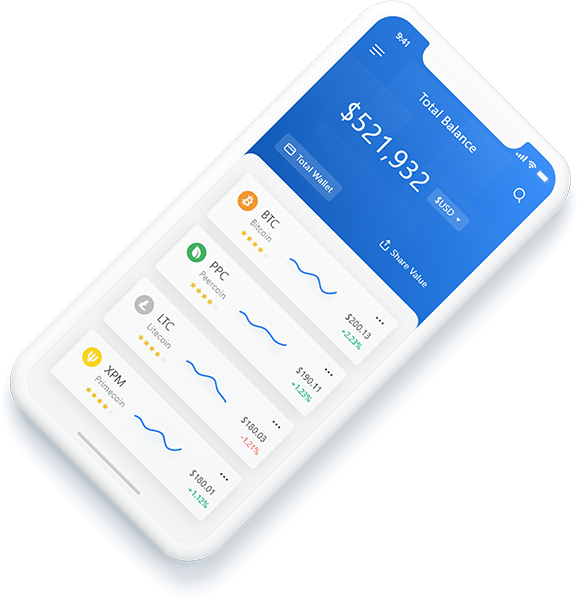 9:41
Total Balance
$521,932
$USD
Total Wallet
Share Value
BTC
Bitcoin
$200.13
+2.23%
PPC
Peercoin
$190.11
+1.23%
LTC
Litecoin
$180.03
-1.21%
XPM
Primecoin
$180.01
+1.12%